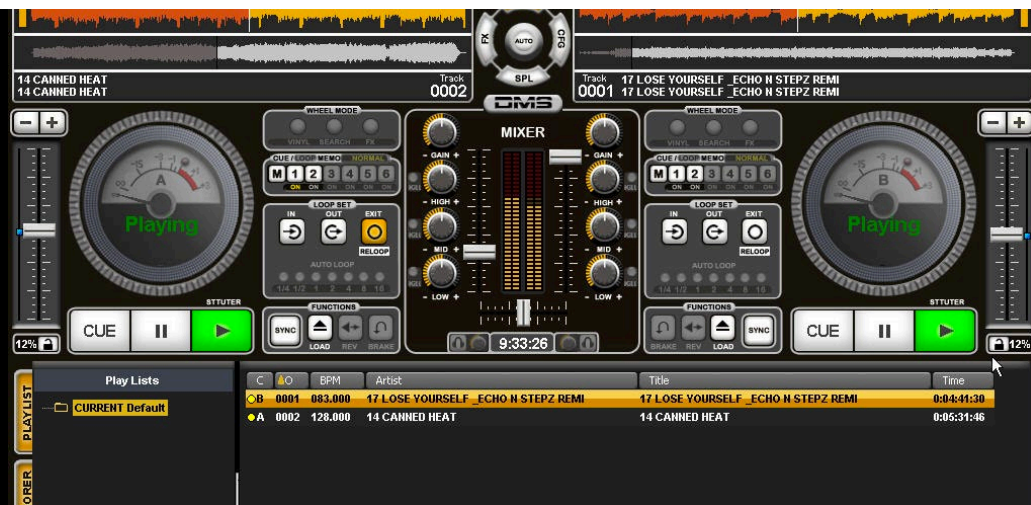 FX
AUTO
CFG
SPL
14 CANNED HEAT
14 CANNED HEAT
Track
0002
Track
0001
17 LOSE YOURSELF _ECHO N STEPZ REMI
17 LOSE YOURSELF _ECHO N STEPZ REMI
DMS
- +
A
Playing
STTUTER
CUE
12%
WHEEL MODE
VINYL SEARCH FX
CUE / LOOP MEMO NORMAL
M 1 2 3 4 5 6
ON ON ON ON ON ON
LOOP SET
IN OUT EXIT
RELOOP
AUTO LOOP
1/4 1/2 1 2 4 8 16
FUNCTIONS
SYNC
LOAD REV BRAKE
MIXER
- GAIN + - GAIN +
- HIGH + - HIGH +
- MID + - MID +
- LOW + - LOW +
9:33:26
WHEEL MODE
VINYL SEARCH FX
CUE / LOOP MEMO NORMAL
M 1 2 3 4 5 6
ON ON ON ON ON ON
LOOP SET
IN OUT EXIT
RELOOP
AUTO LOOP
1/4 1/2 1 2 4 8 16
FUNCTIONS
SYNC
BRAKE REV LOAD
- +
B
Playing
STTUTER
CUE
12%
PLAYLIST
ORER
Play Lists
CURRENT Default
C O BPM Artist Title Time
B 0001 083.000 17 LOSE YOURSELF _ECHO N STEPZ REMI 17 LOSE YOURSELF _ECHO N STEPZ REMI 0:04:41:30
A 0002 128.000 14 CANNED HEAT 14 CANNED HEAT 0:05:31:46